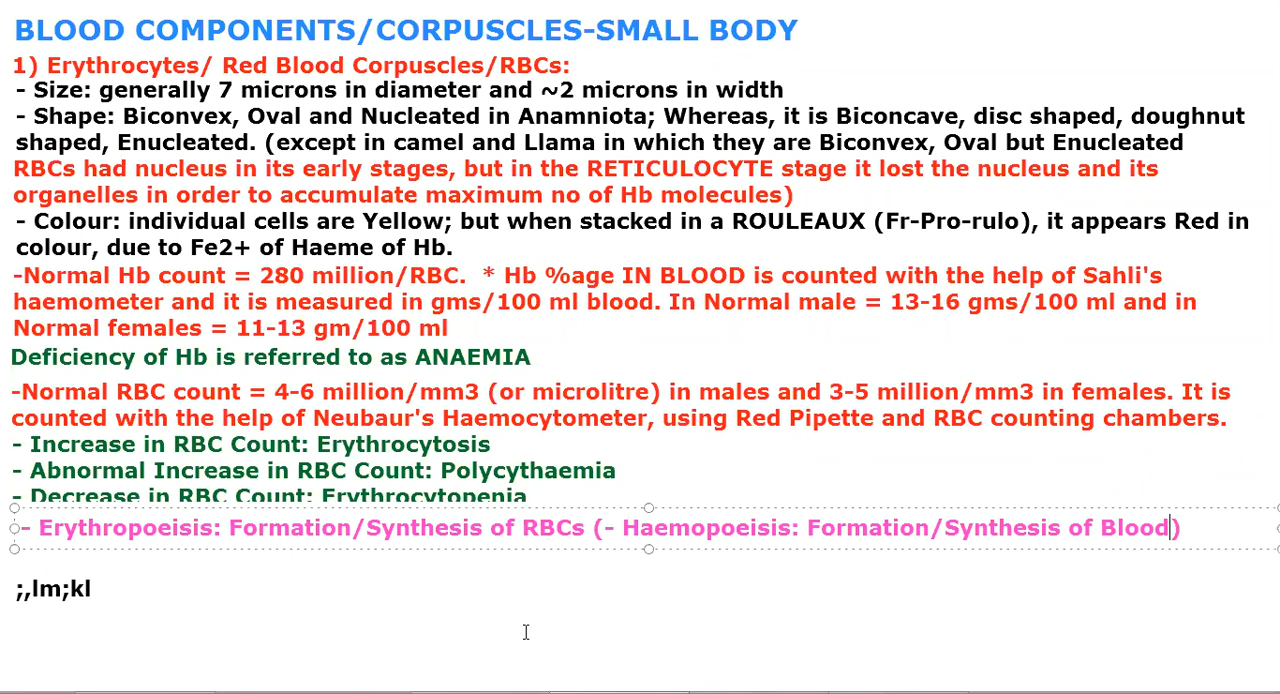 BLOOD COMPONENTS/CORPUSCLES-SMALL BODY
1) Erythrocytes/ Red Blood Corpuscles/RBCs:
- Size: generally 7 microns in diameter and ~2 microns in width
- Shape: Biconvex, Oval and Nucleated in Anamniota; Whereas, it is Biconcave, disc shaped, doughnut
shaped, Enucleated. (except in camel and Llama in which they are Biconvex, Oval but Enucleated
RBCs had nucleus in its early stages, but in the RETICULOCYTE stage it lost the nucleus and its
organelles in order to accumulate maximum no of Hb molecules)
- Colour: individual cells are Yellow; but when stacked in a ROULEAUX (Fr-Pro-rulo), it appears Red in
colour, due to Fe2+ of Haeme of Hb.
-Normal Hb count = 280 million/RBC.  * Hb %age IN BLOOD is counted with the help of Sahli's
haemometer and it is measured in gms/100 ml blood. In Normal male = 13-16 gms/100 ml and in
Normal females = 11-13 gm/100 ml
Deficiency of Hb is referred to as ANAEMIA
-Normal RBC count = 4-6 million/mm3 (or microlitre) in males and 3-5 million/mm3 in females. It is
counted with the help of Neubaur's Haemocytometer, using Red Pipette and RBC counting chambers.
- Increase in RBC Count: Erythrocytosis
- Abnormal Increase in RBC Count: Polycythaemia
- Decrease in RBC Count: Erythrocytopenia
- Erythropoeisis: Formation/Synthesis of RBCs (- Haemopoeisis: Formation/Synthesis of Blood)
;,lm;kl